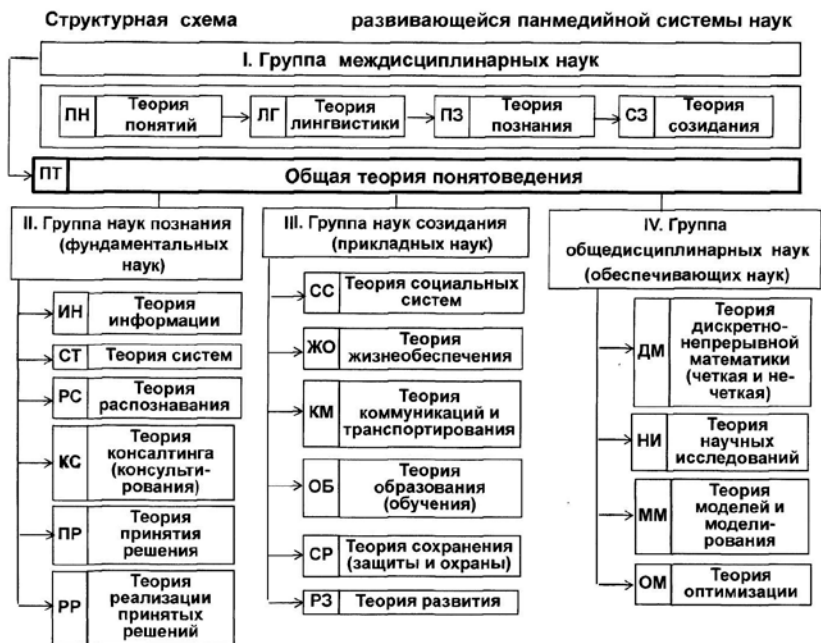 Структурная схема развивающейся панмедийной системы наук
I. Группа междисциплинарных наук
ПН
Теория
понятий
ЛГ
Теория
лингвистики
ПЗ
Теория
познания
СЗ
Теория
созидания
ПТ
Общая теория понятоведения
II. Группа наук познания
(фундаментальных
наук)
ИН
Теория
информации
СТ
Теория систем
РС
Теория
распознавания
КС
Теория
консалтинга
(консульти-
рования)
ПР
Теория
принятия
решения
РР
Теория
реализации
принятых
решений
III. Группа наук созидания
(прикладных наук)
СС
Теория социальных
систем
ЖО
Теория
жизнеобеспечения
КМ
Теория
коммуникаций и
транспортирования
ОБ
Теория
образования
(обучения)
СР
Теория сохранения
(защиты и охраны)
РЗ
Теория развития
IV. Группа
общедисциплинарных наук
(обеспечивающих наук)
ДМ
Теория
дискретно-
непрерывной
математики
(четкая и не-
четкая)
НИ
Теория
научных
исследований
ММ
Теория
моделей и
модели-
рования
ОМ
Теория
оптимизации